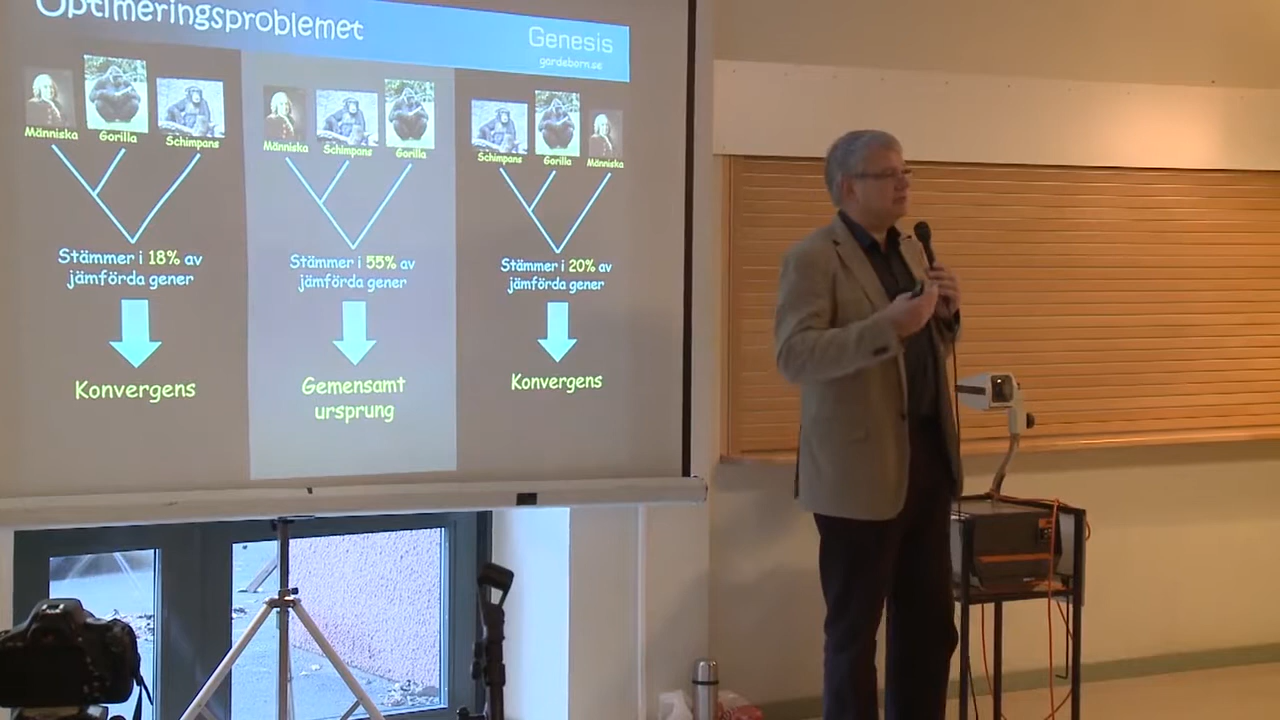 Optimeringsproblemet
Genesis
gardeborn.se
Människa
Gorilla
Schimpans
Stämmer i 18% av
jämförda gener
Konvergens
Människa
Schimpans
Gorilla
Stämmer i 55% av
jämförda gener
Gemensamt
ursprung
Schimpans
Gorilla
Människa
Stämmer i 20% av
jämförda gener
Konvergens